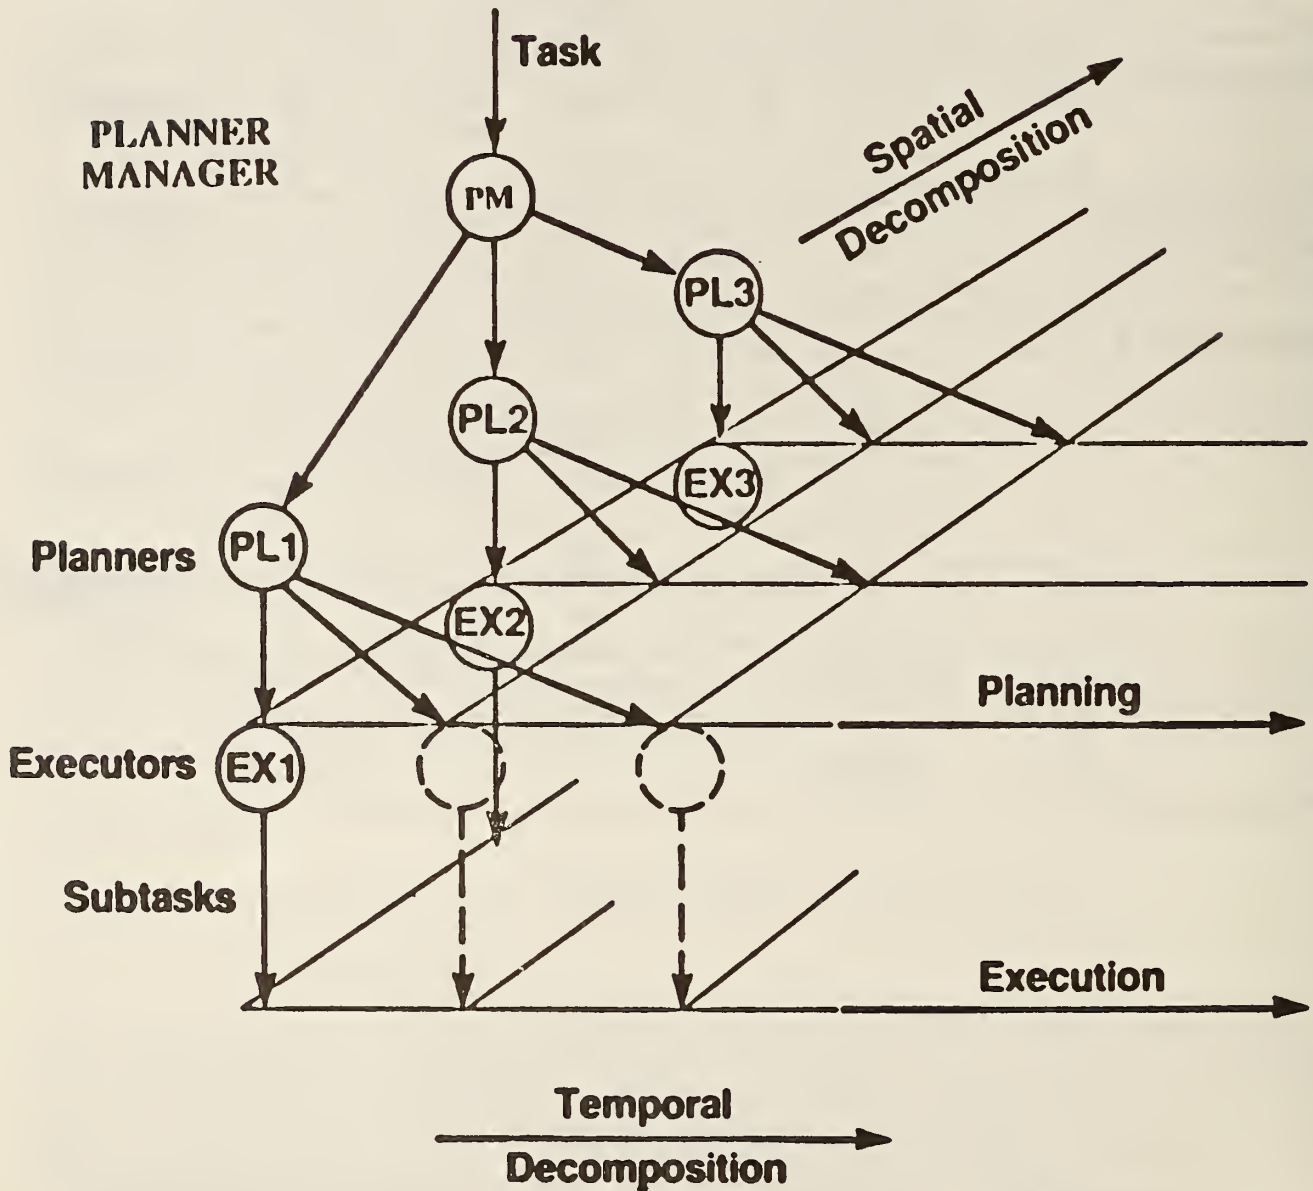 Task
PLANNER
MANAGER
Spatial
Decomposition
PM
PL3
PL2
EX3
PL1
Planners
EX2
Planning
Executors
EX1
Subtasks
Execution
Temporal
Decomposition